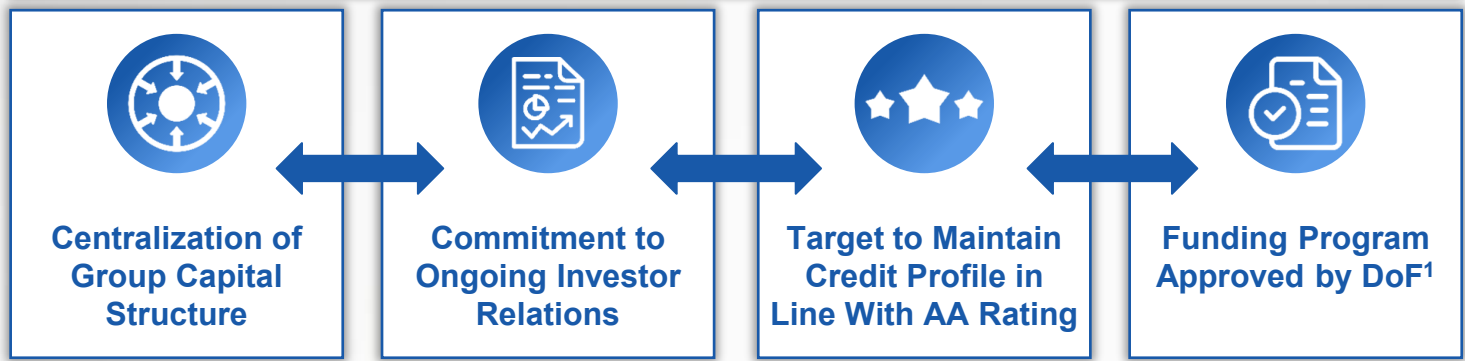 Centralization of
Group Capital
Structure
Commitment to
Ongoing Investor
Relations
Target to Maintain
Credit Profile in
Line With AA Rating
Funding Program
Approved by DoF¹